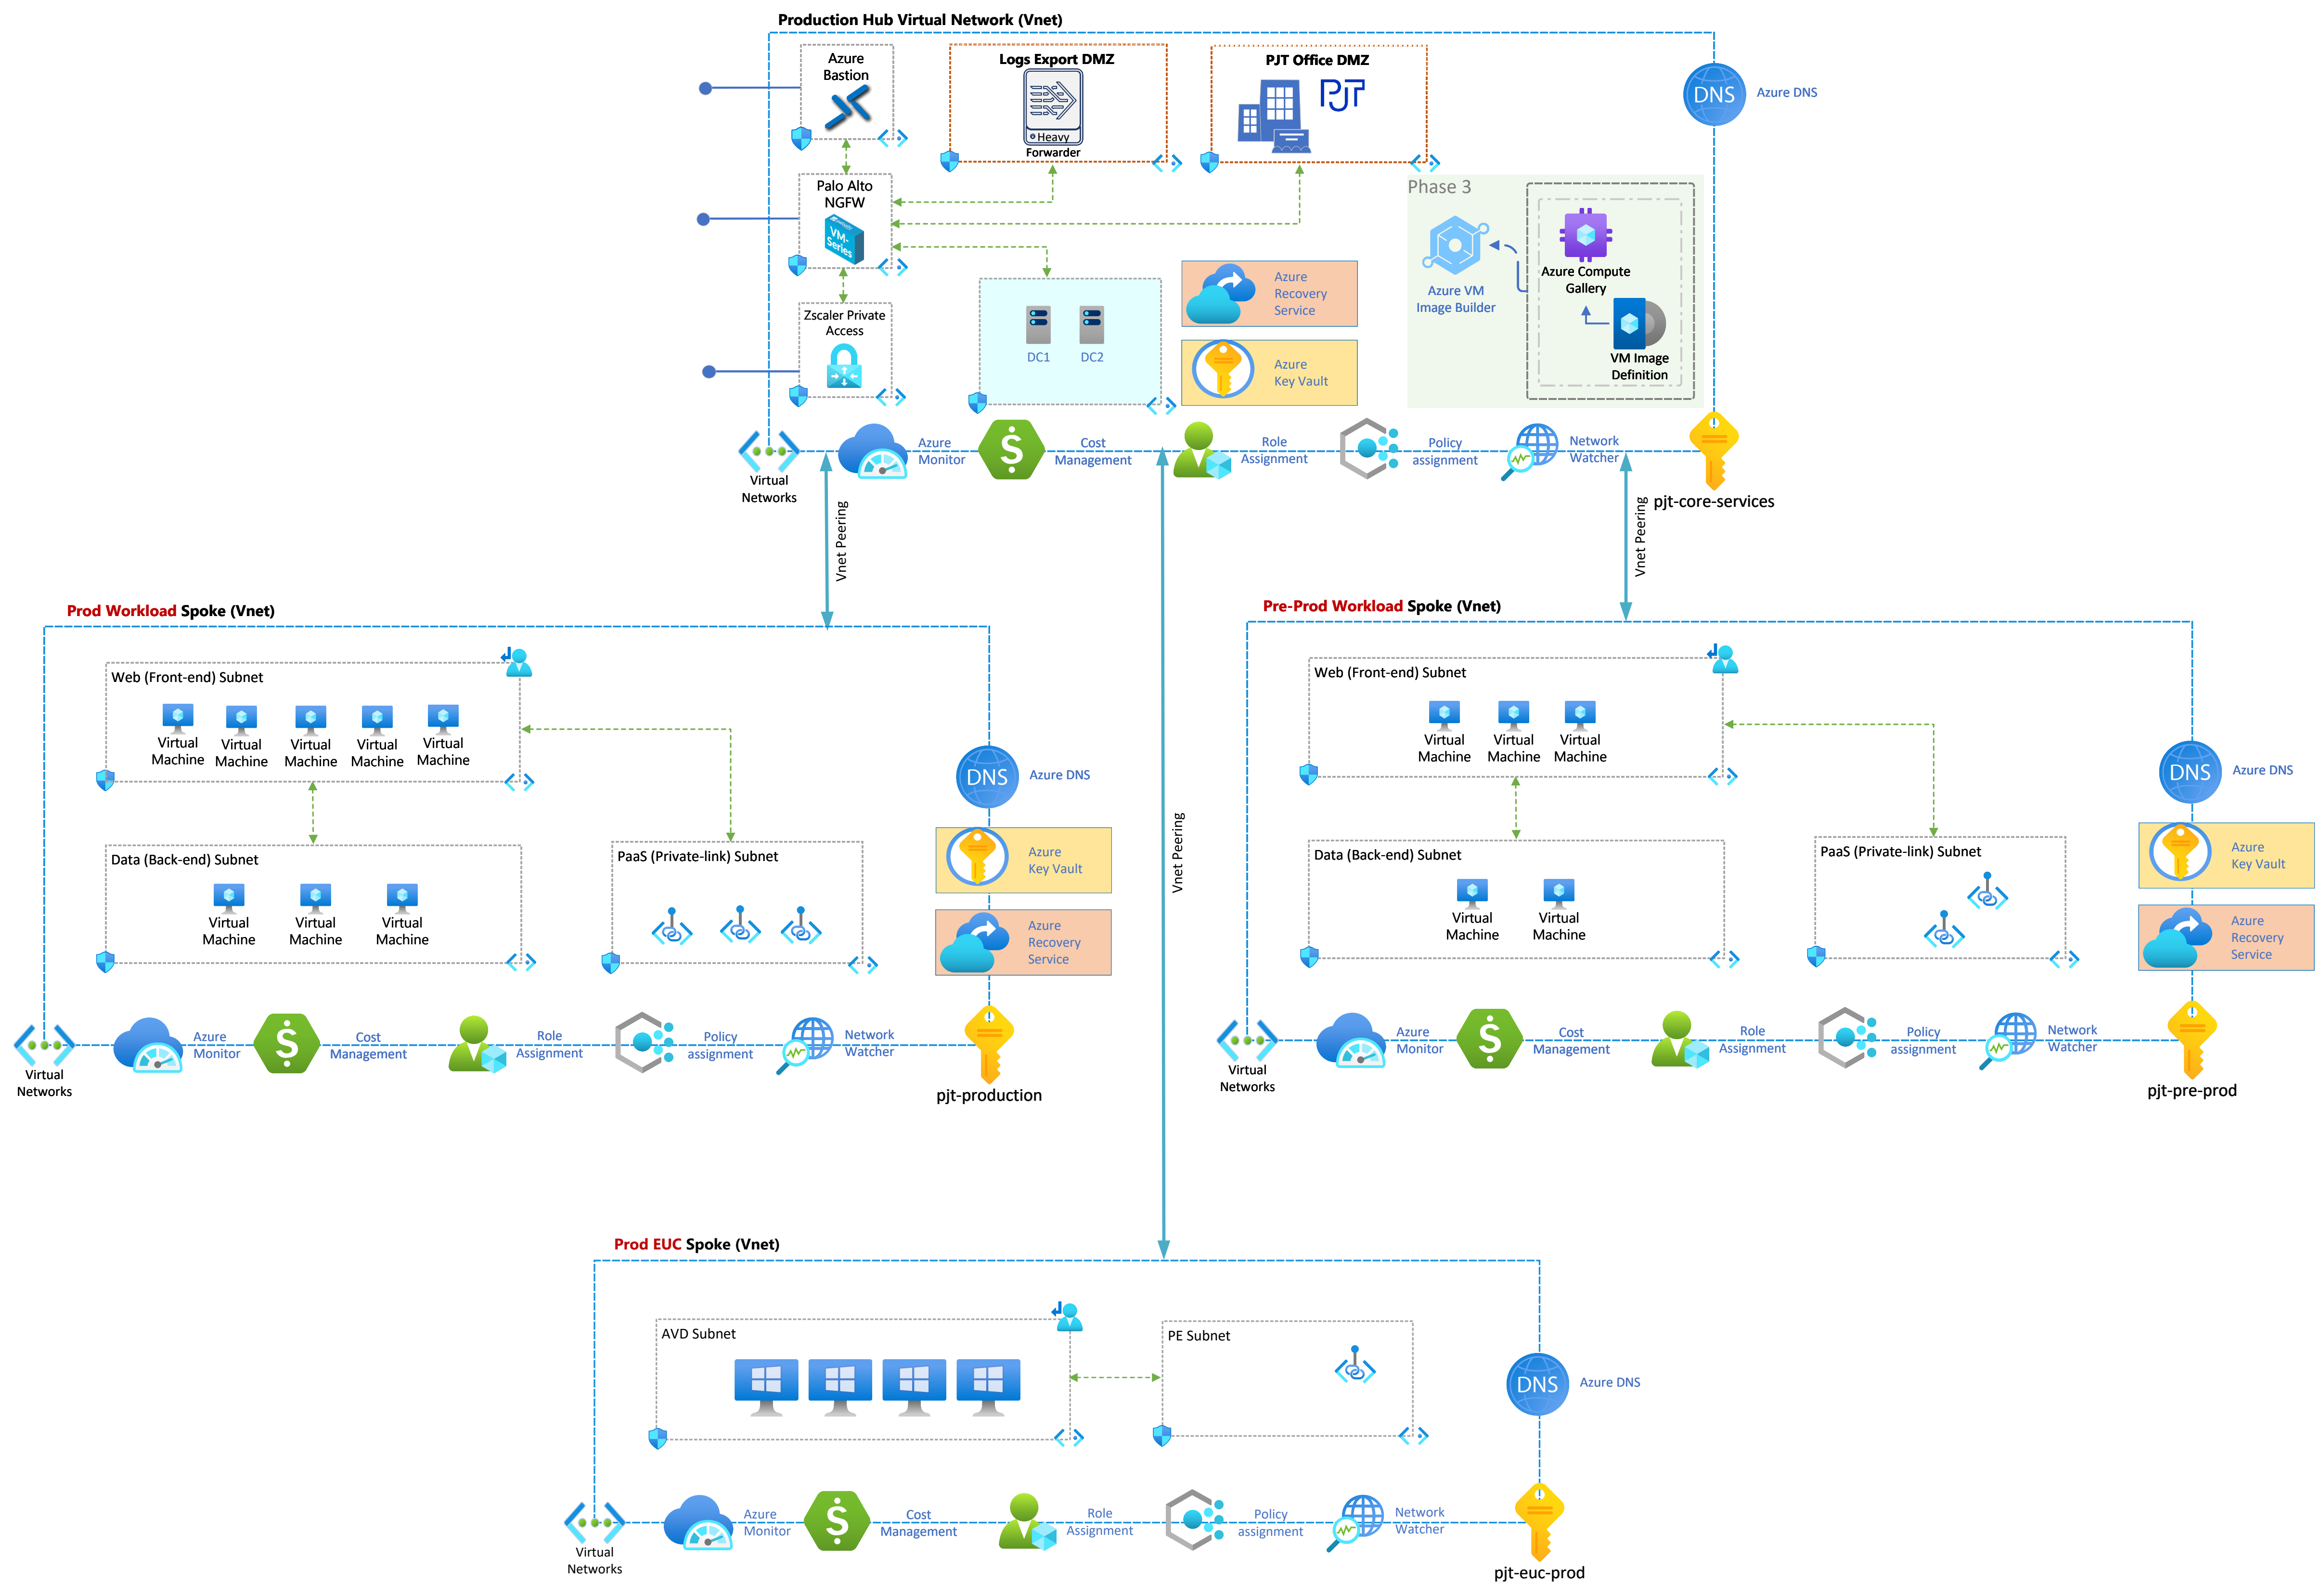 Production Hub Virtual Network (Vnet)
Azure
Bastion
Logs Export DMZ
Heavy
Forwarder
PJT Office DMZ
PJT
DNS
Azure DNS
Palo Alto
NGFW
VM-
Series
Phase 3
Azure VM
Image Builder
Azure Compute
Gallery
VM Image
Definition
Zscaler Private
Access
DC1
DC2
Azure
Recovery
Service
Azure
Key Vault
Virtual
Networks
Azure
Monitor
$
Cost
Management
Role
Assignment
Policy
assignment
Network
Watcher
pjt-core-services
Vnet Peering
Vnet Peering
Vnet Peering
Prod Workload Spoke (Vnet)
Web (Front-end) Subnet
Virtual
Machine
Virtual
Machine
Virtual
Machine
Virtual
Machine
Virtual
Machine
DNS
Azure DNS
Data (Back-end) Subnet
Virtual
Machine
Virtual
Machine
Virtual
Machine
PaaS (Private-link) Subnet
Azure
Key Vault
Azure
Recovery
Service
Virtual
Networks
Azure
Monitor
$
Cost
Management
Role
Assignment
Policy
assignment
Network
Watcher
pjt-production
Pre-Prod Workload Spoke (Vnet)
Web (Front-end) Subnet
Virtual
Machine
Virtual
Machine
Virtual
Machine
DNS
Azure DNS
Data (Back-end) Subnet
Virtual
Machine
Virtual
Machine
PaaS (Private-link) Subnet
Azure
Key Vault
Azure
Recovery
Service
Virtual
Networks
Azure
Monitor
$
Cost
Management
Role
Assignment
Policy
assignment
Network
Watcher
pjt-pre-prod
Prod EUC Spoke (Vnet)
AVD Subnet
PE Subnet
DNS
Azure DNS
Virtual
Networks
Azure
Monitor
$
Cost
Management
Role
Assignment
Policy
assignment
Network
Watcher
pjt-euc-prod